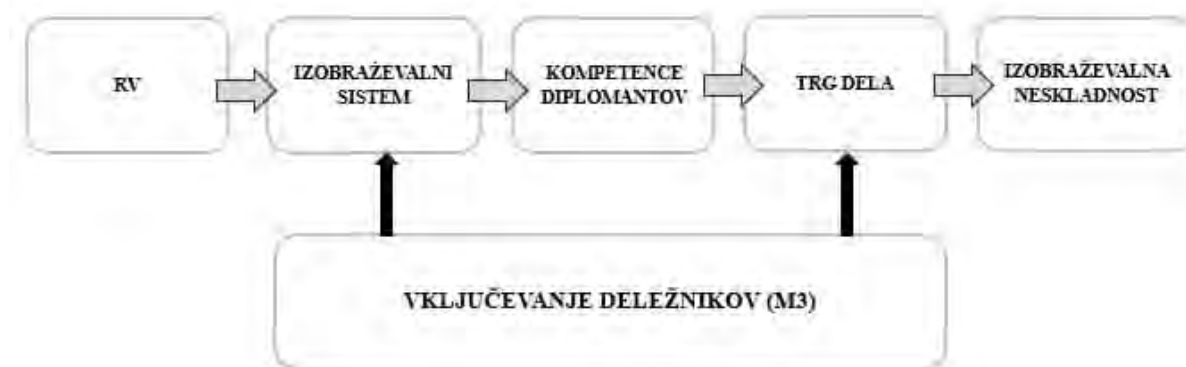 RV
IZOBRAŽEVALNI
SISTEM
KOMPETENCE
DIPLOMANTOV
TRG DELA
IZOBRAŽEVALNA
NESKLADNOST
VKLJUČEVANJE DELEŽNIKOV (M3)